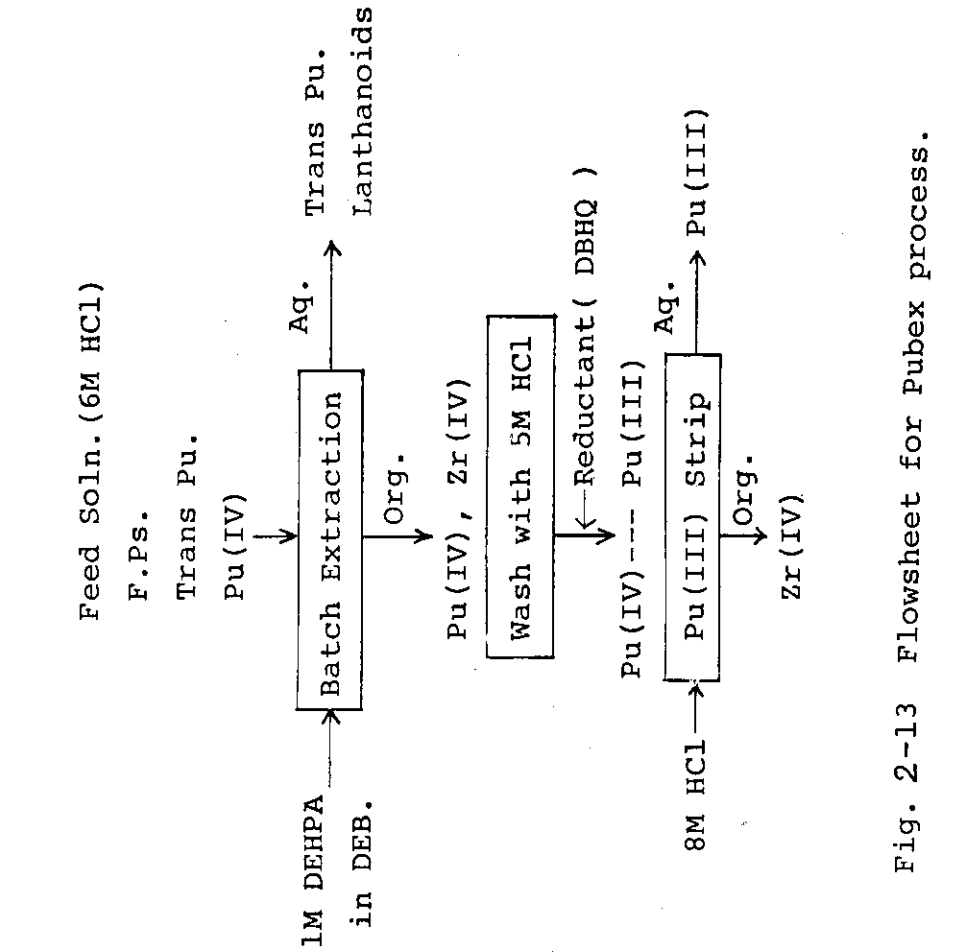 Feed Soln.(6M HCl)
F.Ps.
Trans Pu.
Pu(IV)
1M DEHPA
in DEB.
Batch Extraction
Aq.
Trans Pu.
Lanthanoids
Org.
Pu(IV), Zr(IV)
Wash with 5M HCl
Reductant( DBHQ )
Pu(IV)--- Pu(III)
8M HCl
Pu(III) Strip
Aq.
Pu(III)
Org.
Zr(IV)
Fig. 2-13 Flowsheet for Pubex process.